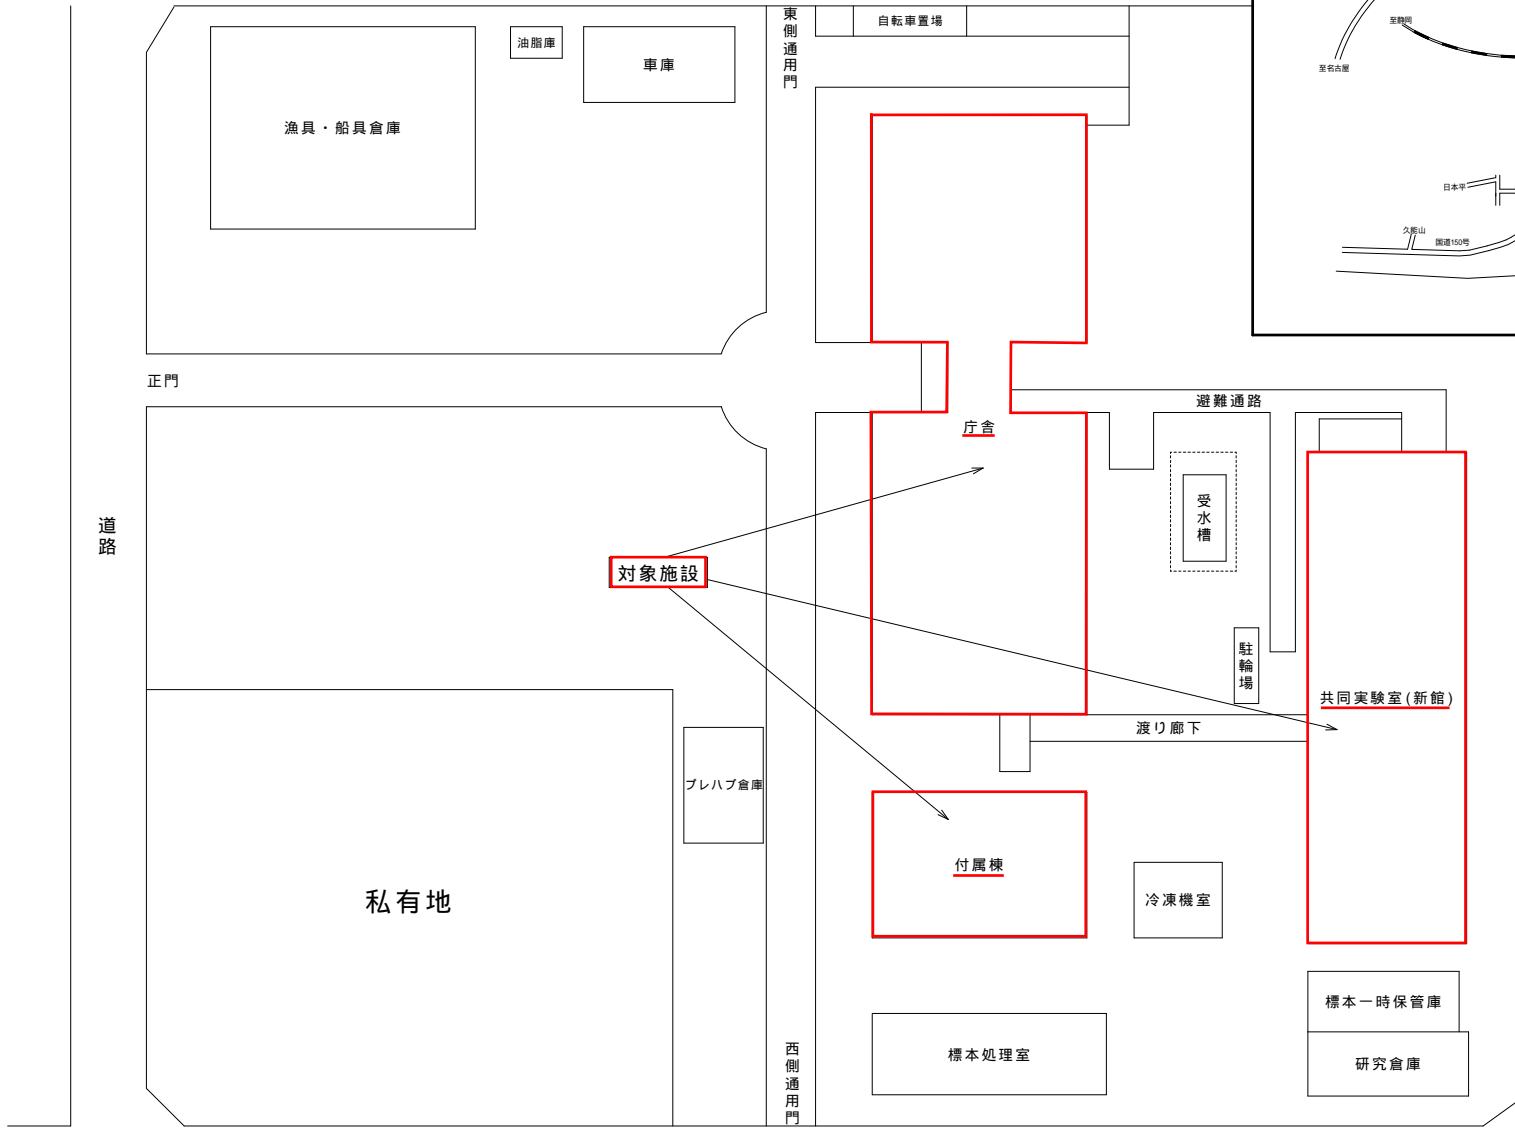 東側通用門
自転車置場
油脂庫
車庫
漁具・船具倉庫
至静岡
至名古屋
日本平
久能山
国道150号
正門
避難通路
庁舎
受水槽
道路
対象施設
駐輪場
共同実験室(新館)
渡り廊下
プレハブ倉庫
付属棟
私有地
冷凍機室
標本一時保管庫
西側通用門
標本処理室
研究倉庫